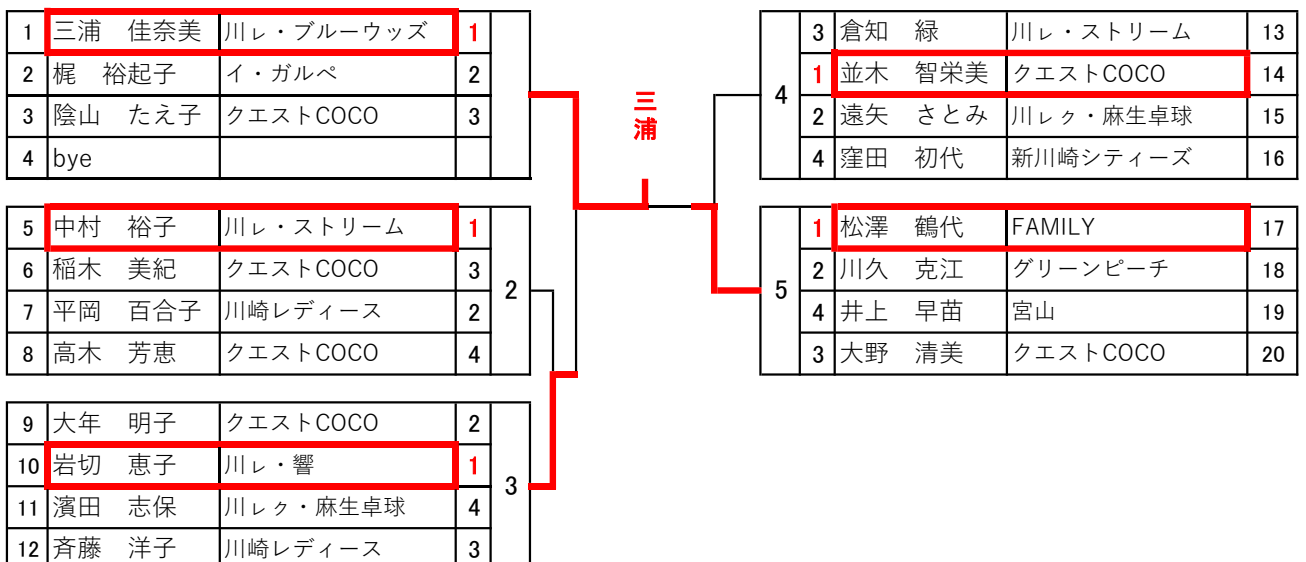 1 三浦 佳奈美 川レ・ブルーウッズ 1
2 梶 裕起子 イ・ガルペ 2
3 陰山 たえ子 クエストCOCO 3
4 bye
5 中村 裕子 川レ・ストリーム 1
6 稲木 美紀 クエストCOCO 3
7 平岡 百合子 川崎レディース 2
8 高木 芳恵 クエストCOCO 4
2
9 大年 明子 クエストCOCO 2
10 岩切 恵子 川レ・響 1
11 濱田 志保 川レク・麻生卓球 4
12 斉藤 洋子 川崎レディース 3
3
三浦
3 倉知 緑 川レ・ストリーム 13
1 並木 智栄美 クエストCOCO 14
2 遠矢 さとみ 川レク・麻生卓球 15
4 窪田 初代 新川崎シティーズ 16
4
1 松澤 鶴代 FAMILY 17
2 川久 克江 グリーンピーチ 18
4 井上 早苗 宮山 19
3 大野 清美 クエストCOCO 20
5